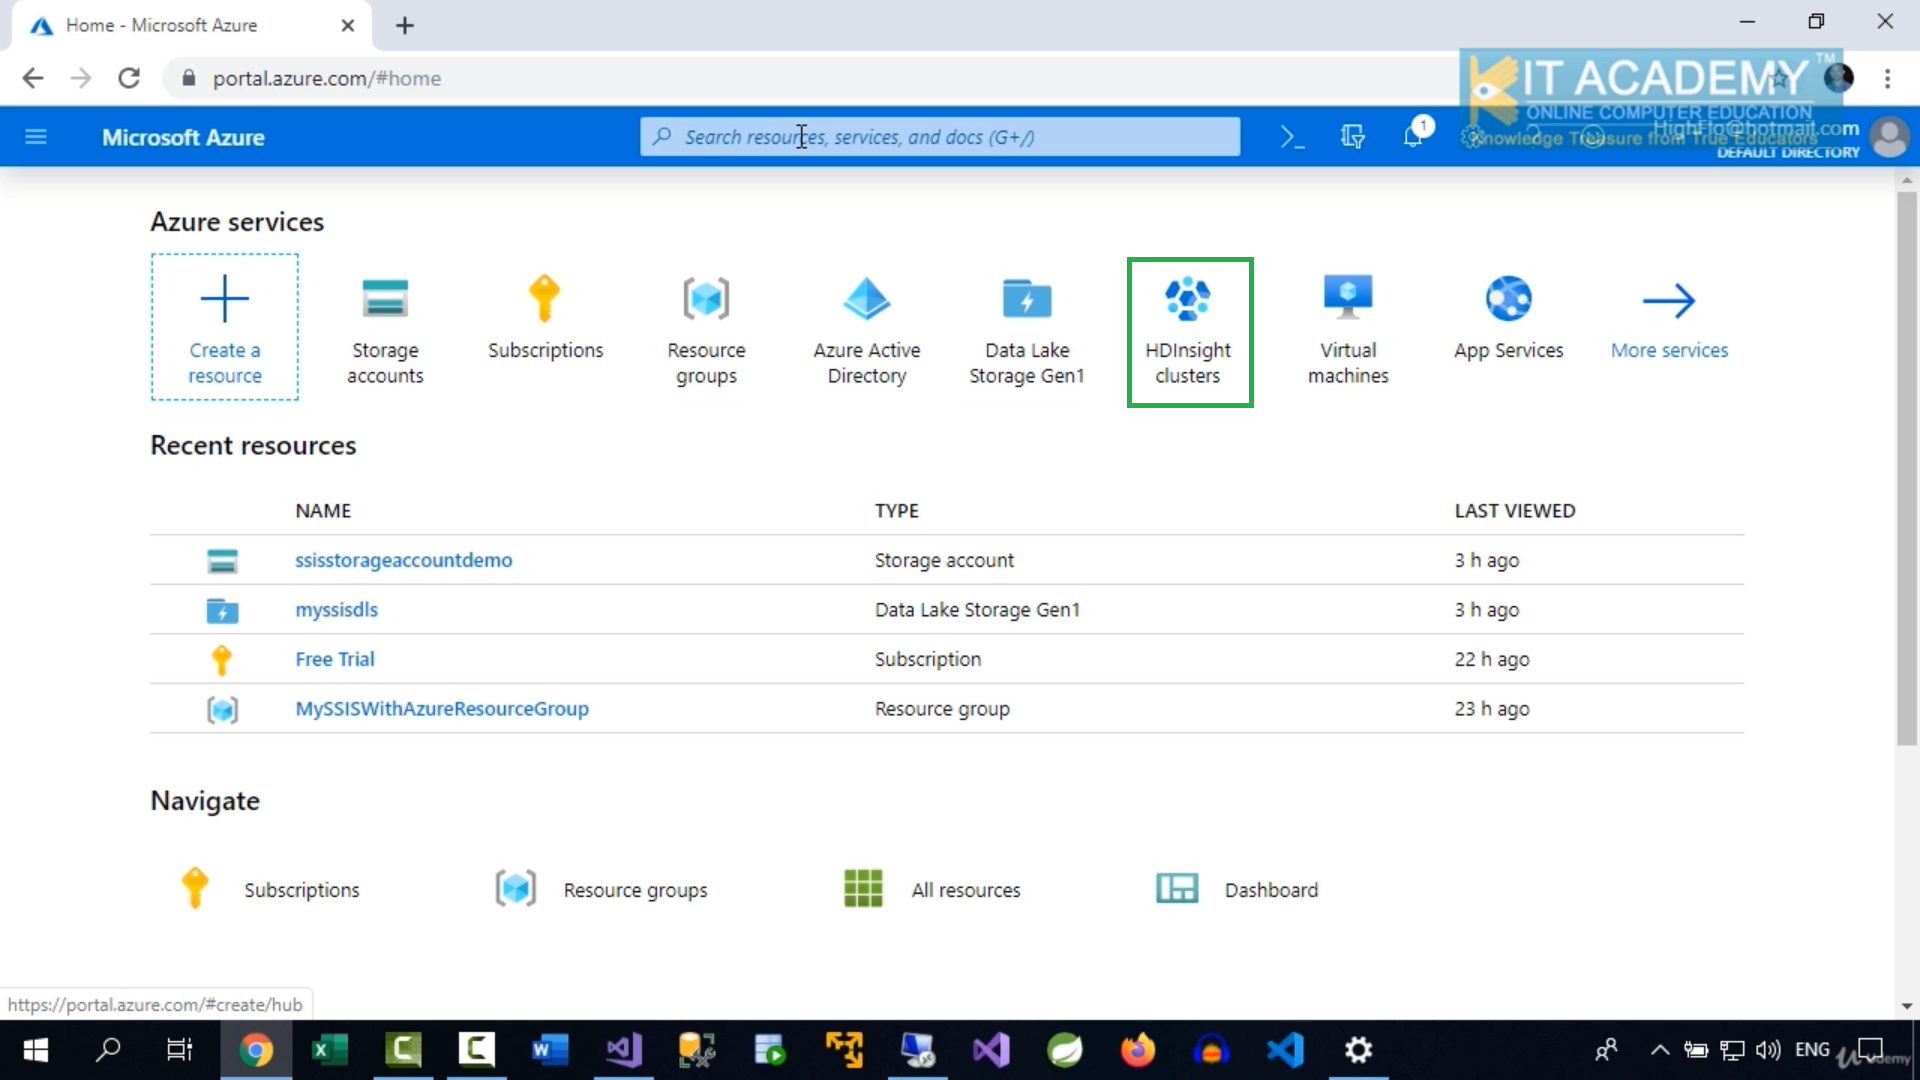 Home - Microsoft Azure
portal.azure.com/#home
IT ACADEMY™
ONLINE COMPUTER EDUCATION
Knowledge Treasure from True Educators
Microsoft Azure
Search resources, services, and docs (G+/)
1
HighFlo@hotmail.com
DEFAULT DIRECTORY
Azure services
Create a
resource
Storage
accounts
Subscriptions
Resource
groups
Azure Active
Directory
Data Lake
Storage Gen1
HDInsight
clusters
Virtual
machines
App Services
More services
Recent resources
NAME TYPE LAST VIEWED
ssisstorageaccountdemo Storage account 3 h ago
myssisdls Data Lake Storage Gen1 3 h ago
Free Trial Subscription 22 h ago
MySSISWithAzureResourceGroup Resource group 23 h ago
Navigate
Subscriptions Resource groups All resources Dashboard
https://portal.azure.com/#create/hub
ENG
udemy